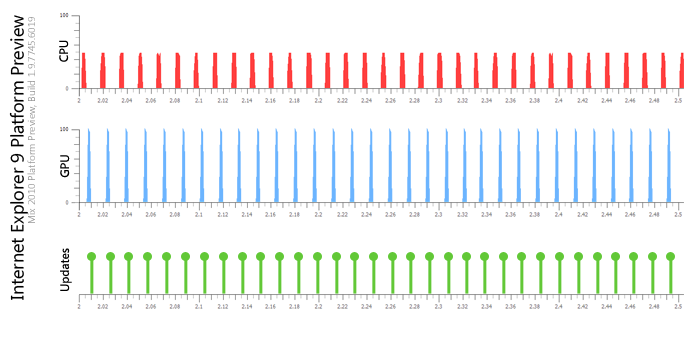 Internet Explorer 9 Platform Preview
Mix 2010 Platform Preview, Build 1.9.7745.6019
CPU
100
0
2 2.02 2.04 2.06 2.08 2.1 2.12 2.14 2.16 2.18 2.2 2.22 2.24 2.26 2.28 2.3 2.32 2.34 2.36 2.38 2.4 2.42 2.44 2.46 2.48 2.5
GPU
100
0
2 2.02 2.04 2.06 2.08 2.1 2.12 2.14 2.16 2.18 2.2 2.22 2.24 2.26 2.28 2.3 2.32 2.34 2.36 2.38 2.4 2.42 2.44 2.46 2.48 2.5
Updates
2 2.02 2.04 2.06 2.08 2.1 2.12 2.14 2.16 2.18 2.2 2.22 2.24 2.26 2.28 2.3 2.32 2.34 2.36 2.38 2.4 2.42 2.44 2.46 2.48 2.5